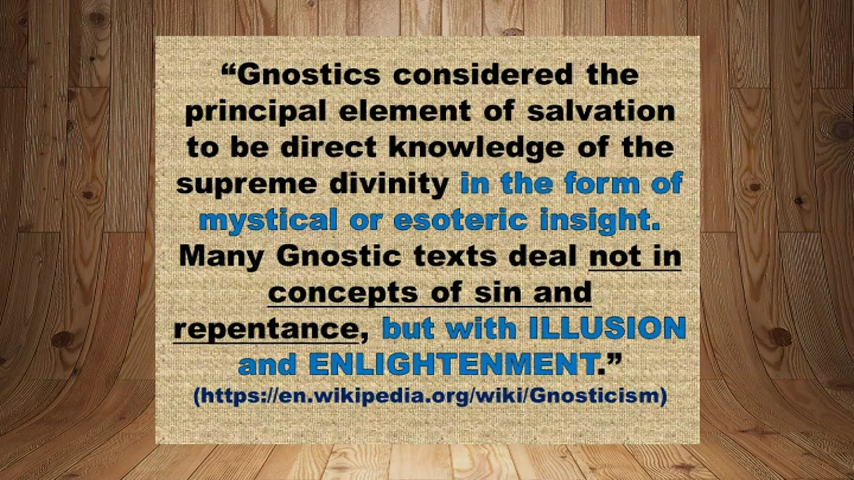 “Gnostics considered the
principal element of salvation
to be direct knowledge of the
supreme divinity in the form of
mystical or esoteric insight.
Many Gnostic texts deal not in
concepts of sin and
repentance, but with ILLUSION
and ENLIGHTENMENT.”
(https://en.wikipedia.org/wiki/Gnosticism)